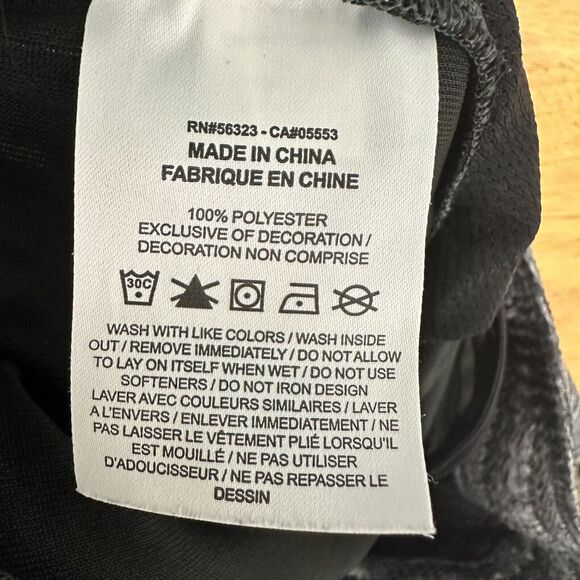 RN#56323 - CA#05553
MADE IN CHINA
FABRIQUE EN CHINE
100% POLYESTER
EXCLUSIVE OF DECORATION /
DECORATION NON COMPRISE
30C
WASH WITH LIKE COLORS / WASH INSIDE
OUT / REMOVE IMMEDIATELY / DO NOT ALLOW
TO LAY ON ITSELF WHEN WET / DO NOT USE
SOFTENERS / DO NOT IRON DESIGN
LAVER AVEC COULEURS SIMILAIRES / LAVER
A L'ENVERS / ENLEVER IMMEDIATEMENT / NE
PAS LAISSER LE VÊTEMENT PLIÉ LORSQU'IL
EST MOUILLÉ / NE PAS UTILISER
D'ADOUCISSEUR / NE PAS REPASSER LE
DESSIN